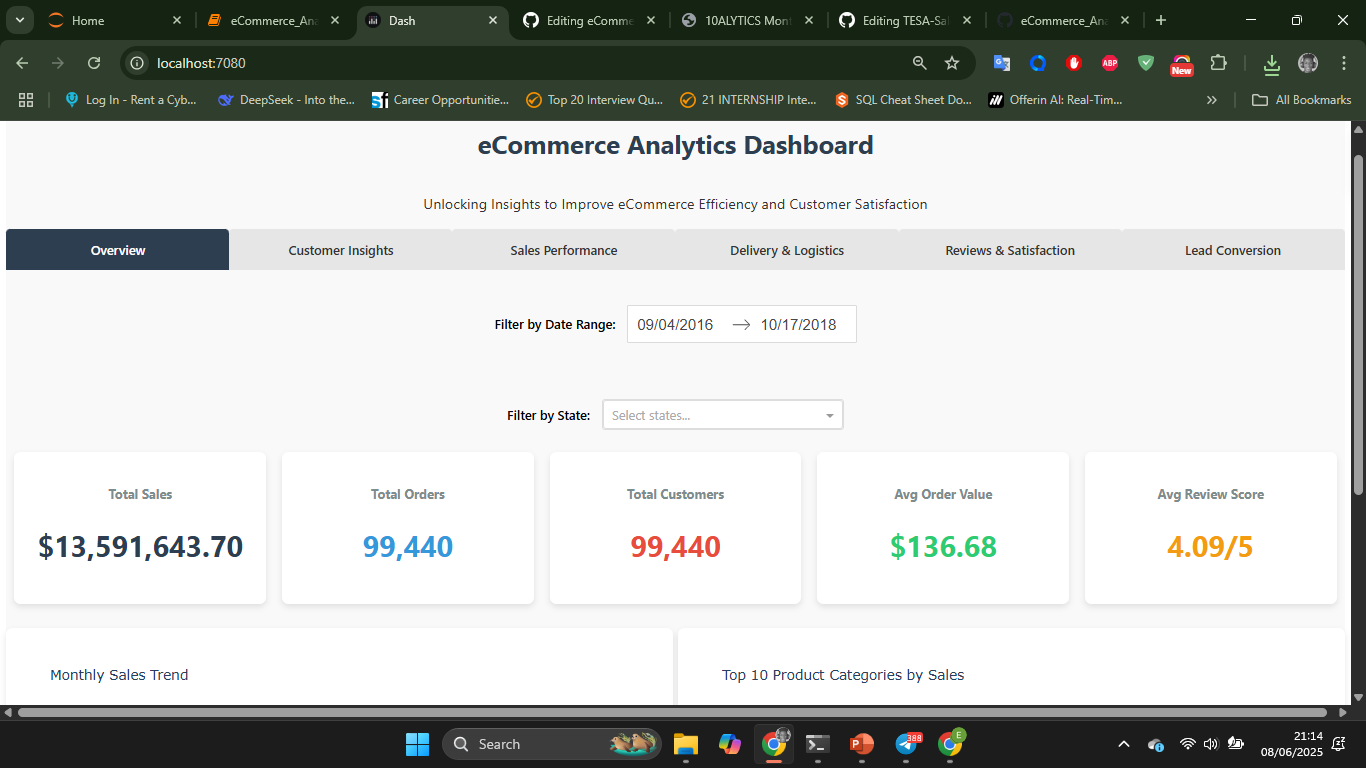 Home
eCommerce_Ana
Dash
Editing eComme
10ALYTICS Mont
Editing TESA-Sal
eCommerce_Ana
localhost:7080
ABP
New
Log In - Rent a Cyb...
DeepSeek - Into the...
Career Opportunitie...
Top 20 Interview Qu...
21 INTERNSHIP Inte...
SQL Cheat Sheet Do...
Offerin AI: Real-Tim...
All Bookmarks
eCommerce Analytics Dashboard
Unlocking Insights to Improve eCommerce Efficiency and Customer Satisfaction
Overview
Customer Insights
Sales Performance
Delivery & Logistics
Reviews & Satisfaction
Lead Conversion
Filter by Date Range:
09/04/2016
10/17/2018
Filter by State:
Select states...
Total Sales
$13,591,643.70
Total Orders
99,440
Total Customers
99,440
Avg Order Value
$136.68
Avg Review Score
4.09/5
Monthly Sales Trend
Top 10 Product Categories by Sales
Search
388
E
21:14
08/06/2025